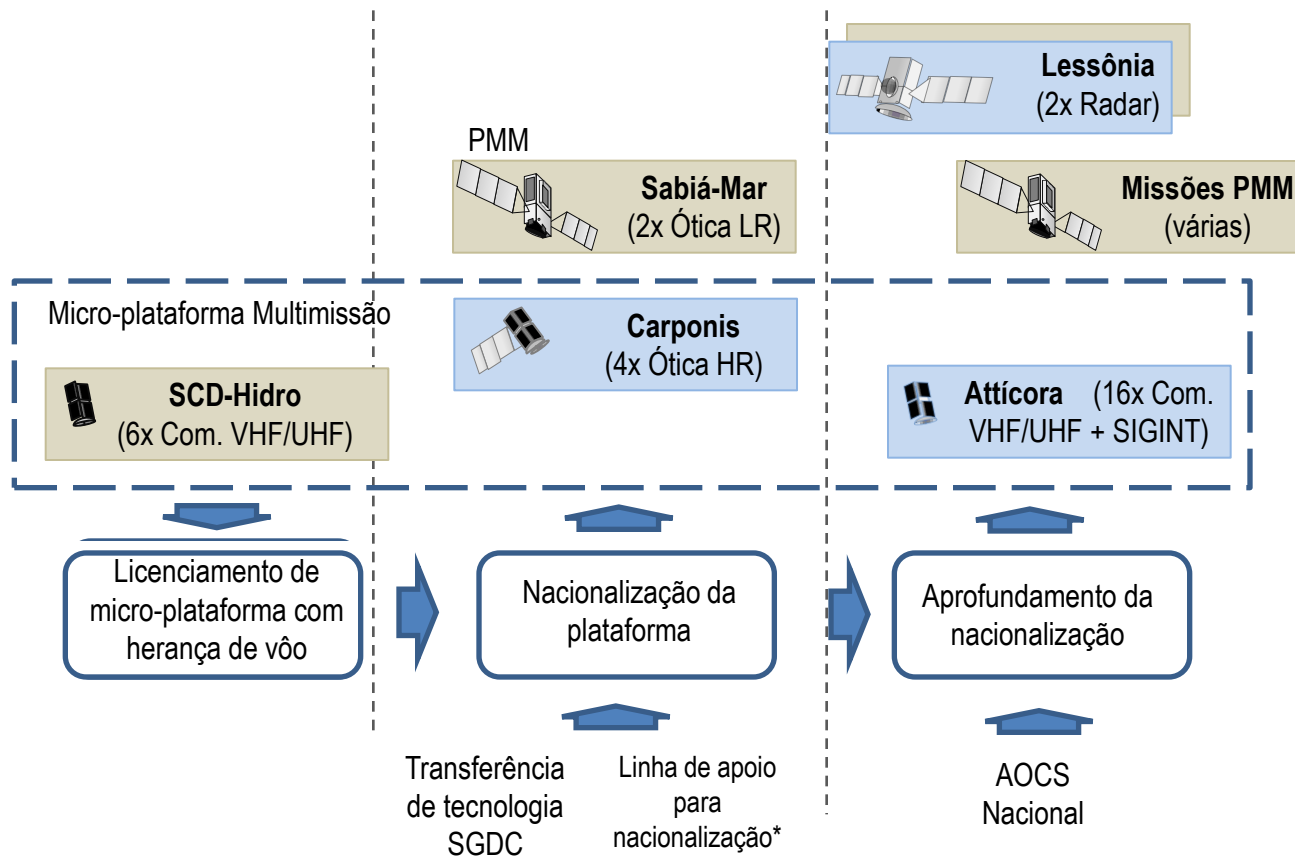 Lessônia
(2x Radar)
PMM
Sabiá-Mar
(2x Ótica LR)
Missões PMM
(várias)
Micro-plataforma Multimissão
Carponis
(4x Ótica HR)
SCD-Hidro
(6x Com. VHF/UHF)
Attícora (16x Com.
VHF/UHF + SIGINT)
Licenciamento de
micro-plataforma com
herança de vôo
Nacionalização da
plataforma
Aprofundamento da
nacionalização
Transferência
de tecnologia
SGDC
Linha de apoio
para
nacionalização*
AOCS
Nacional